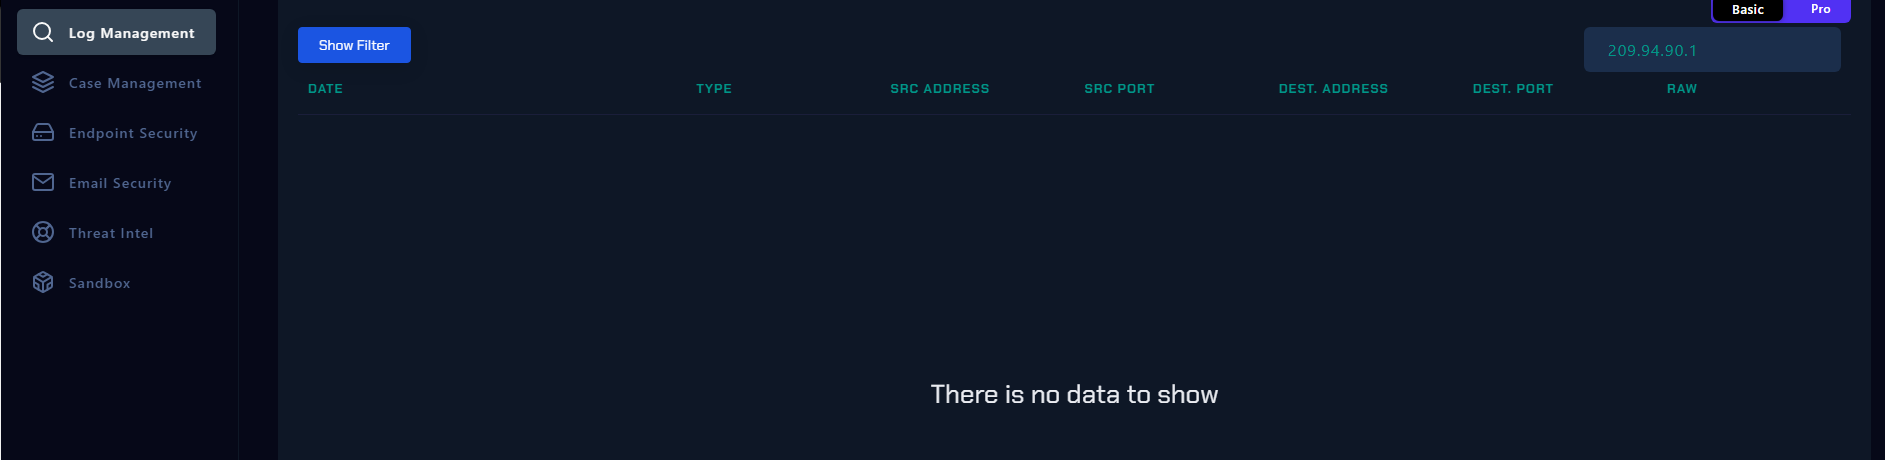 Log Management
Case Management
Endpoint Security
Email Security
Threat Intel
Sandbox
Basic Pro
Show Filter
209.94.90.1
DATE TYPE SRC ADDRESS SRC PORT DEST. ADDRESS DEST. PORT RAW
There is no data to show